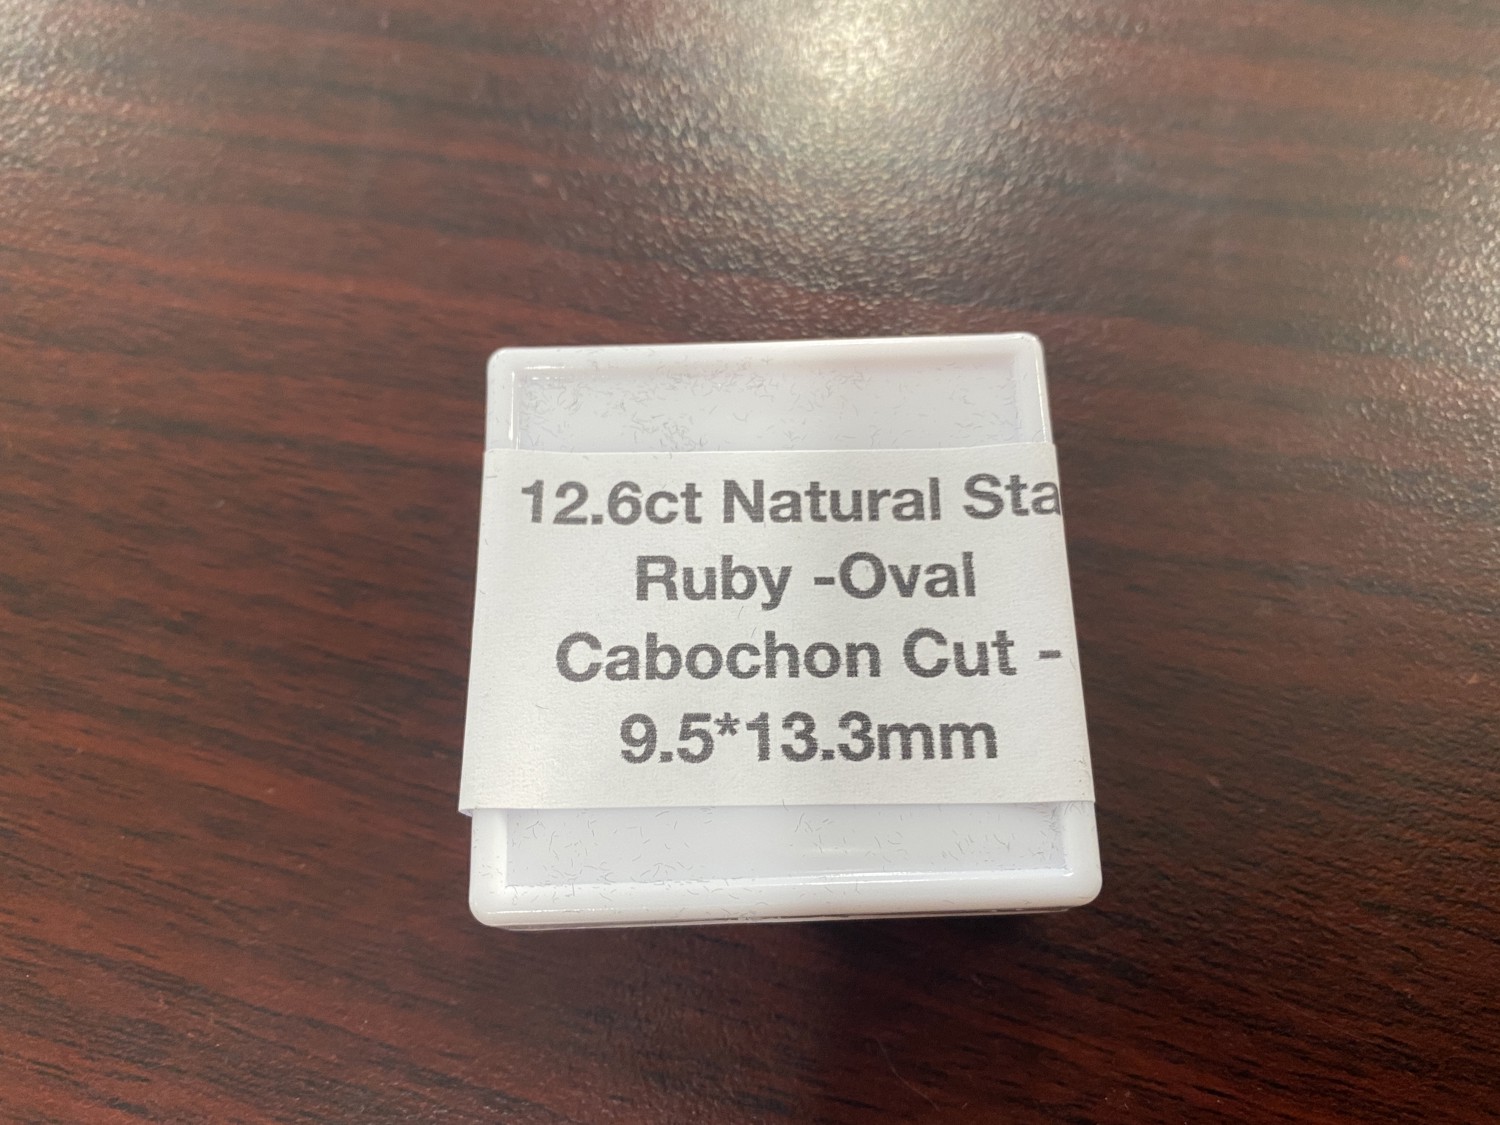 12.6ct Natural Sta
Ruby -Oval
Cabochon Cut -
9.5*13.3mm